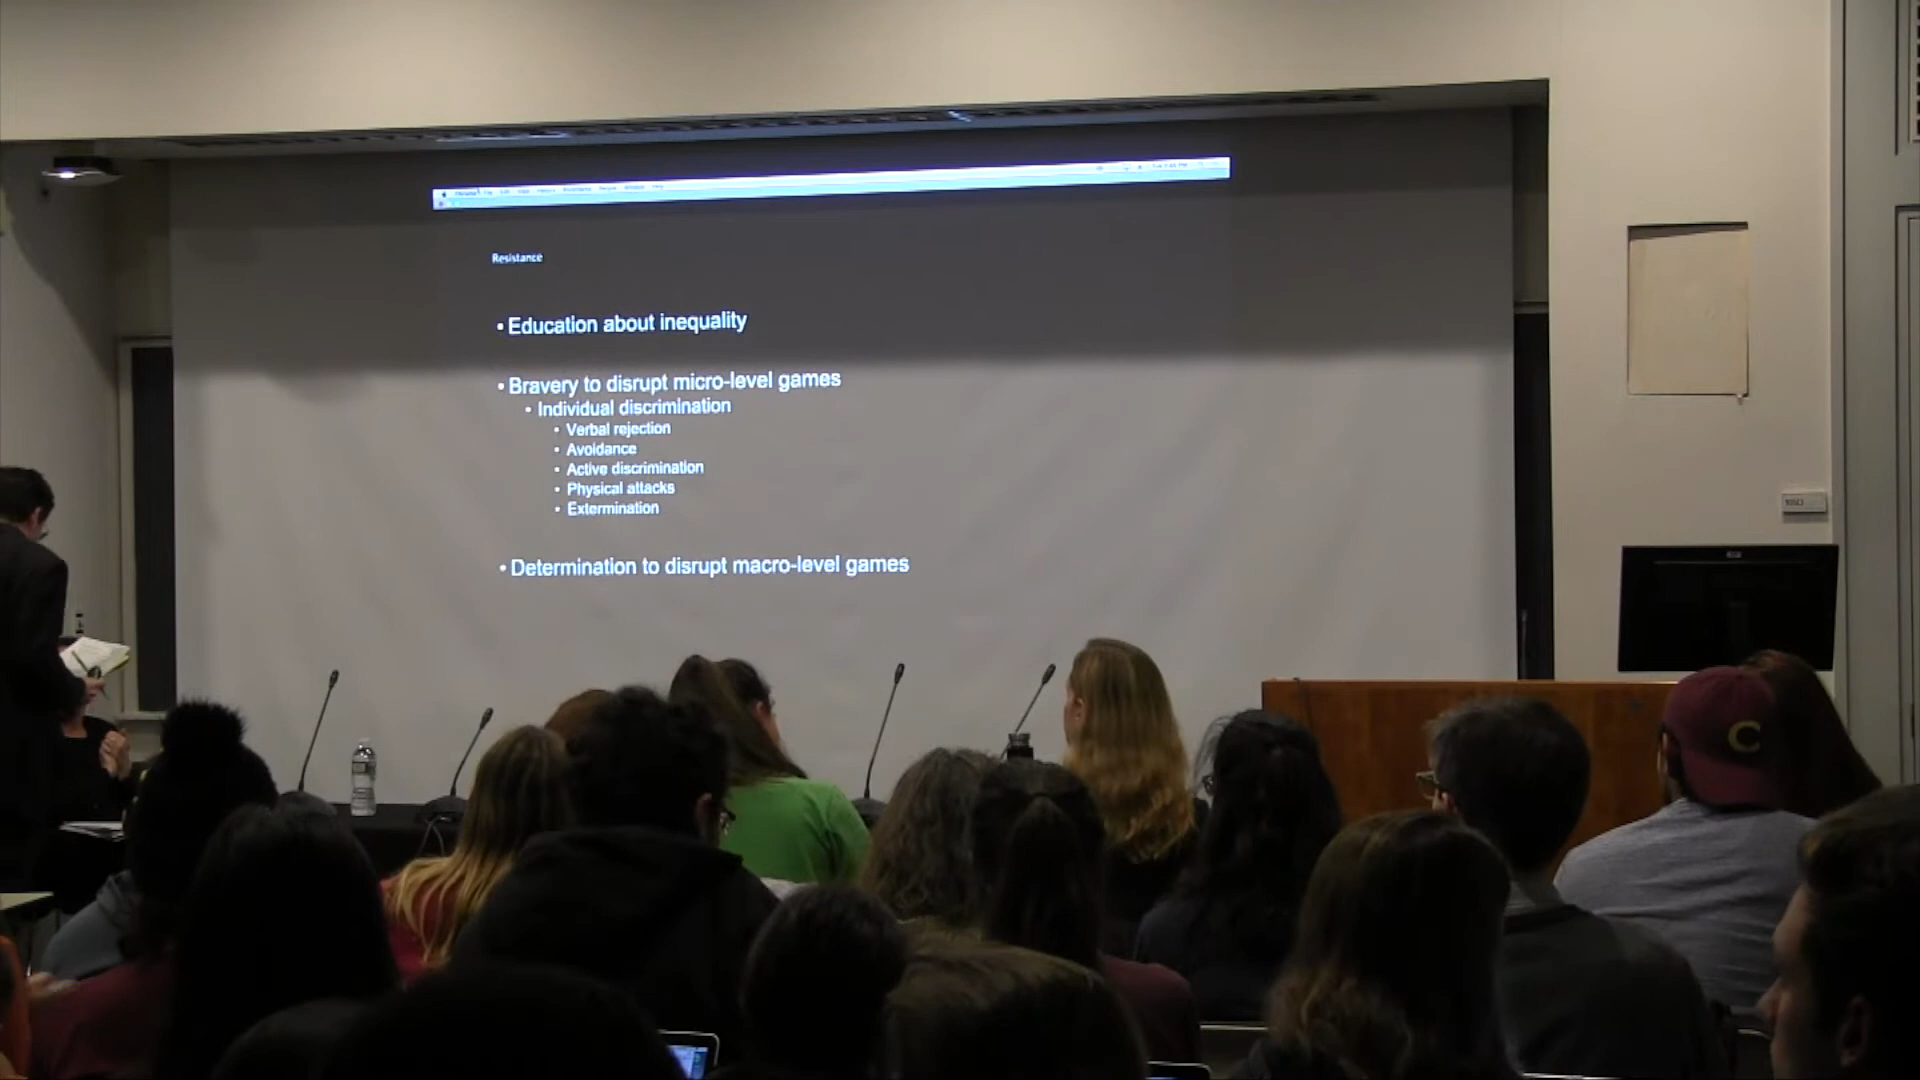 Resistance
• Education about inequality
• Bravery to disrupt micro-level games
• Individual discrimination
• Verbal rejection
• Avoidance
• Active discrimination
• Physical attacks
• Extermination
• Determination to disrupt macro-level games
C